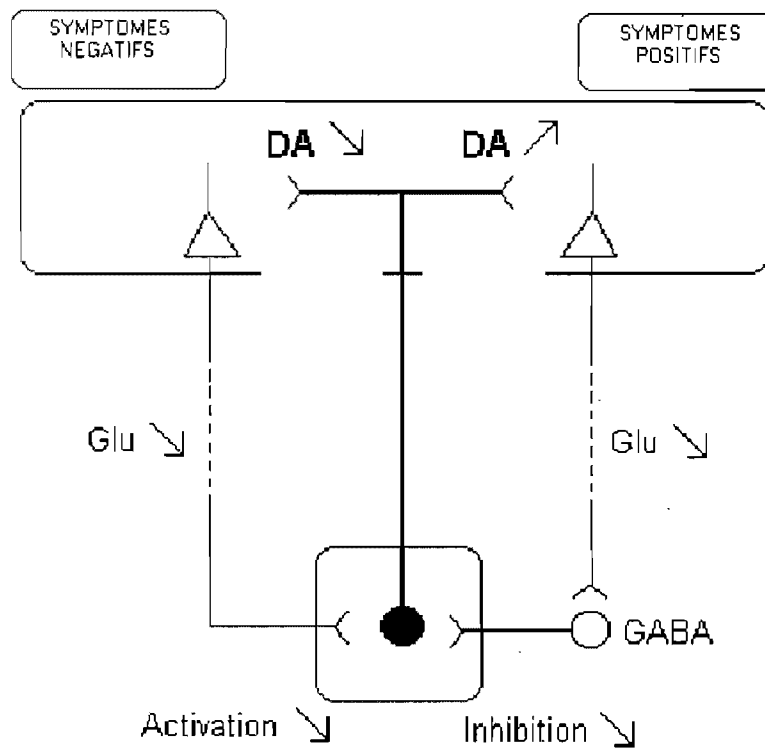 SYMPTOMES
NEGATIFS
SYMPTOMES
POSITIFS
DA DA
Glu Glu
GABA
Activation Inhibition